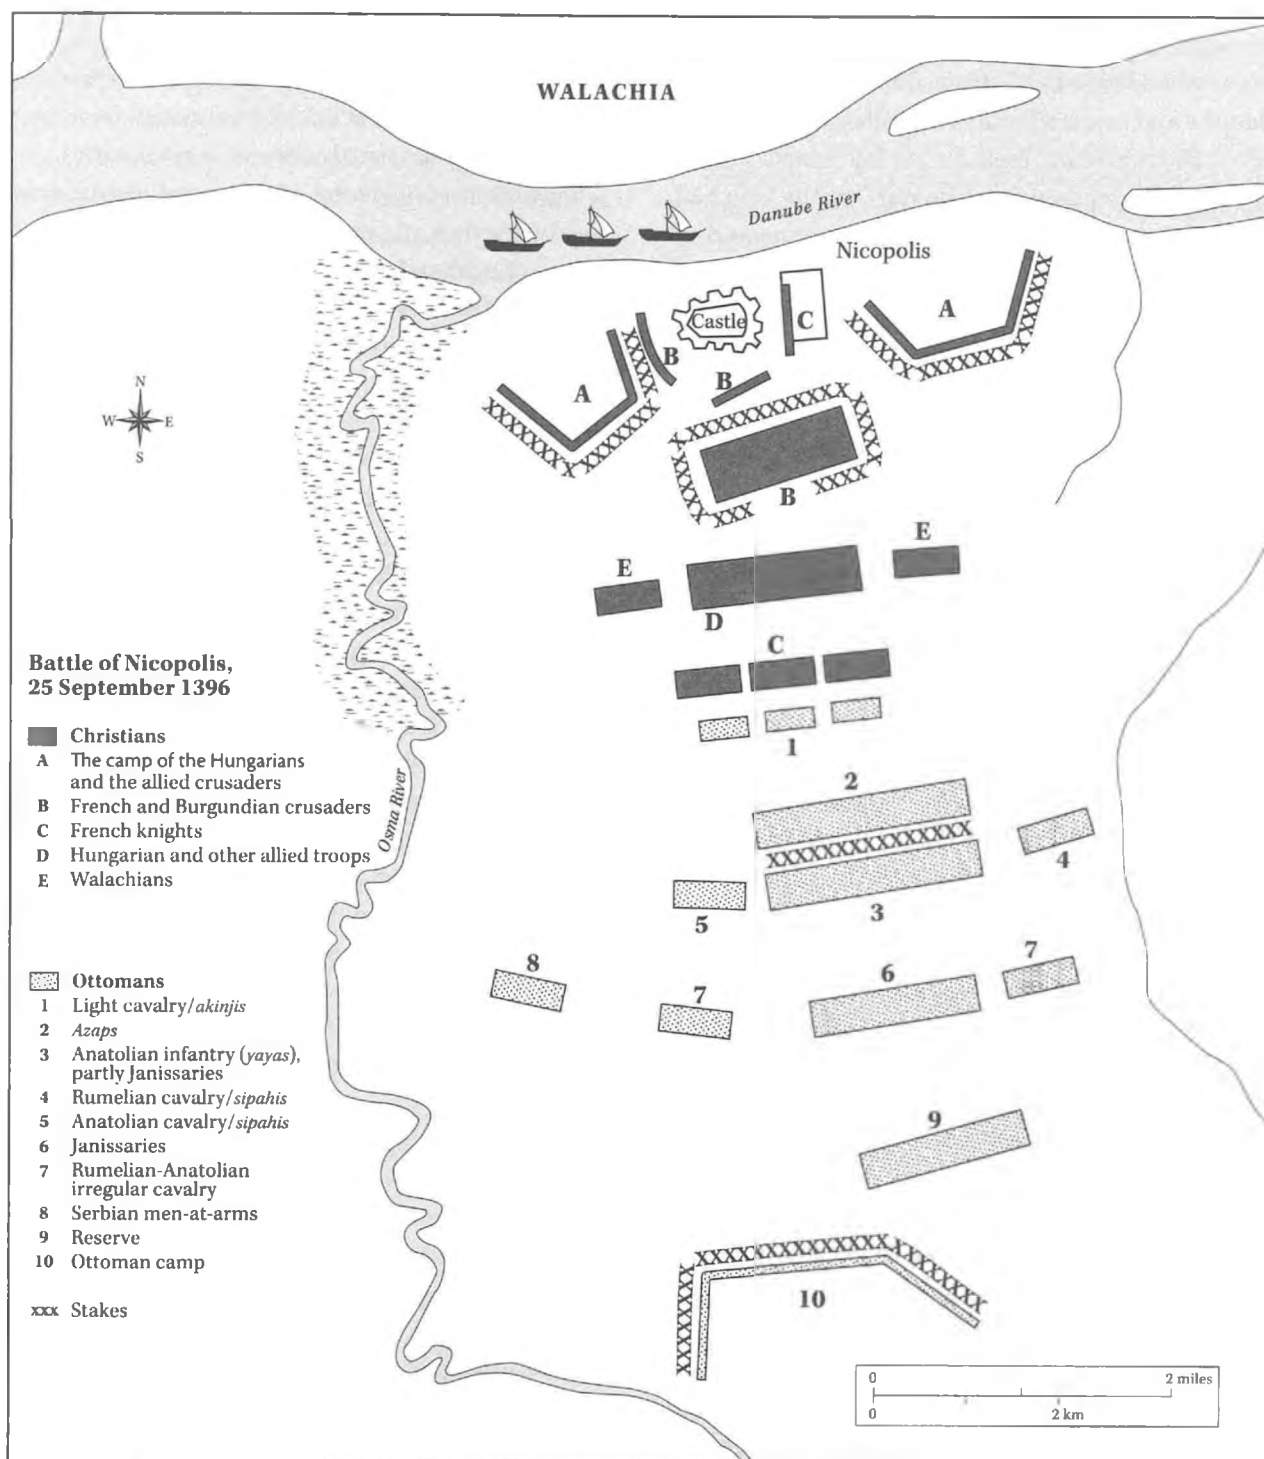 WALACHIA
Danube River
Nicopolis
A
C
Castle
B
A
B
B
N
W E
S
E
E
D
C
1
2
4
3
5
8
7
6
7
9
10
Osma River
Battle of Nicopolis,
25 September 1396
Christians
A The camp of the Hungarians
and the allied crusaders
B French and Burgundian crusaders
C French knights
D Hungarian and other allied troops
E Walachians
Ottomans
1 Light cavalry/akinjis
2 Azaps
3 Anatolian infantry (yayas),
partly Janissaries
4 Rumelian cavalry/sipahis
5 Anatolian cavalry/sipahis
6 Janissaries
7 Rumelian-Anatolian
irregular cavalry
8 Serbian men-at-arms
9 Reserve
10 Ottoman camp
xxx Stakes
0 2 miles
0 2 km